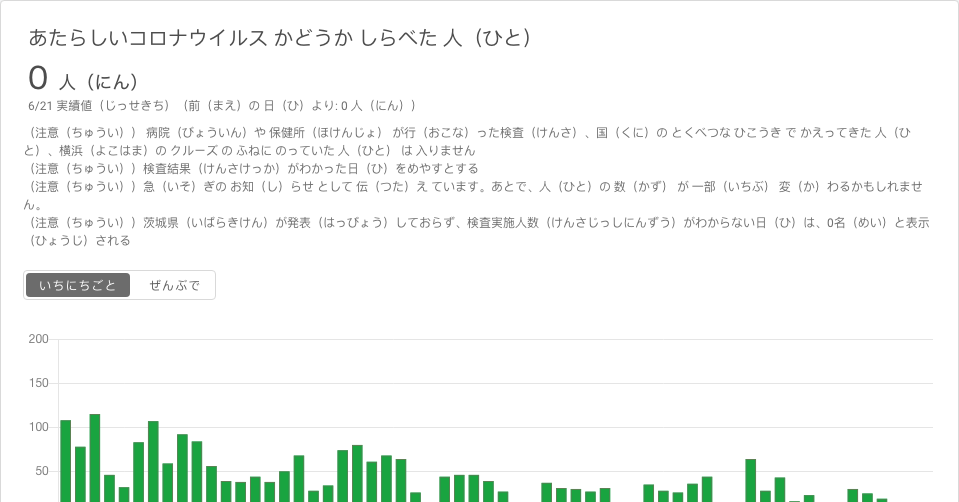 あたらしいコロナウイルス かどうか しらべた 人（ひと）
0 人（にん）
6/21 実績値（じっせきち）（前（まえ）の 日（ひ）より: 0 人（にん））
（注意（ちゅうい）） 病院（びょういん）や 保健所（ほけんじょ） が行（おこな）った検査（けんさ）、国（くに）の とくべつな ひこうき で かえってきた 人（ひ
と）、横浜（よこはま）の クルーズ の ふねに のっていた 人（ひと） は 入りません
（注意（ちゅうい））検査結果（けんさけっか）がわかった日（ひ）をめやすとする
（注意（ちゅうい））急（いそ）ぎの お知（し）らせ として 伝（つた）え ています。あとで、人（ひと）の 数（かず） が 一部（いちぶ） 変（か）わるかもしれませ
ん。
（注意（ちゅうい））茨城県（いばらきけん）が発表（はっぴょう）しておらず、検査実施人数（けんさじっしにんずう）がわからない日（ひ）は、0名（めい）と表示
（ひょうじ）される
いちにちごと ぜんぶで
200
150
100
50